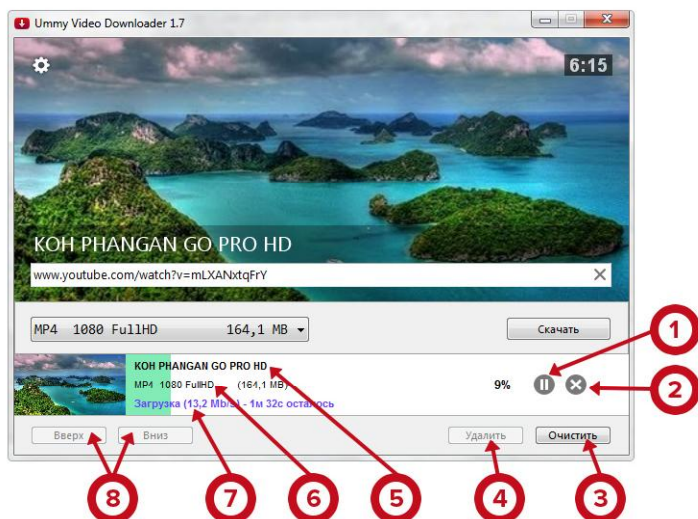 Ummy Video Downloader 1.7
6:15
KOH PHANGAN GO PRO HD
www.youtube.com/watch?v=mLXANxtqFrY
MP4 1080 FullHD 164,1 MB
Скачать
1
KOH PHANGAN GO PRO HD
MP4 1080 FullHD (164,1 MB)
9%
2
Загрузка (13,2 Mb/s) - 1м 32с осталось
Вверх Вниз Удалить Очистить
8 7 6 5 4 3